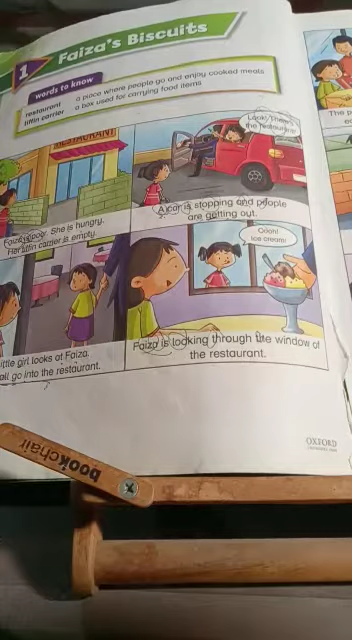 1 Faiza's Biscuits
words to know
restaurant a place where people go and enjoy cooked meals
tiffin carrier a box used for carrying food items
RESTAURANT
Look! There's
the restaurant!
Faiza is poor. She is hungry.
Her tiffin carrier is empty.
A car is stopping and people
are getting out.
Oooh!
Ice cream!
ittle girl looks at Faiza.
all go into the restaurant.
Faiza is looking through the window of
the restaurant.
The p
OXFORD
bookchair